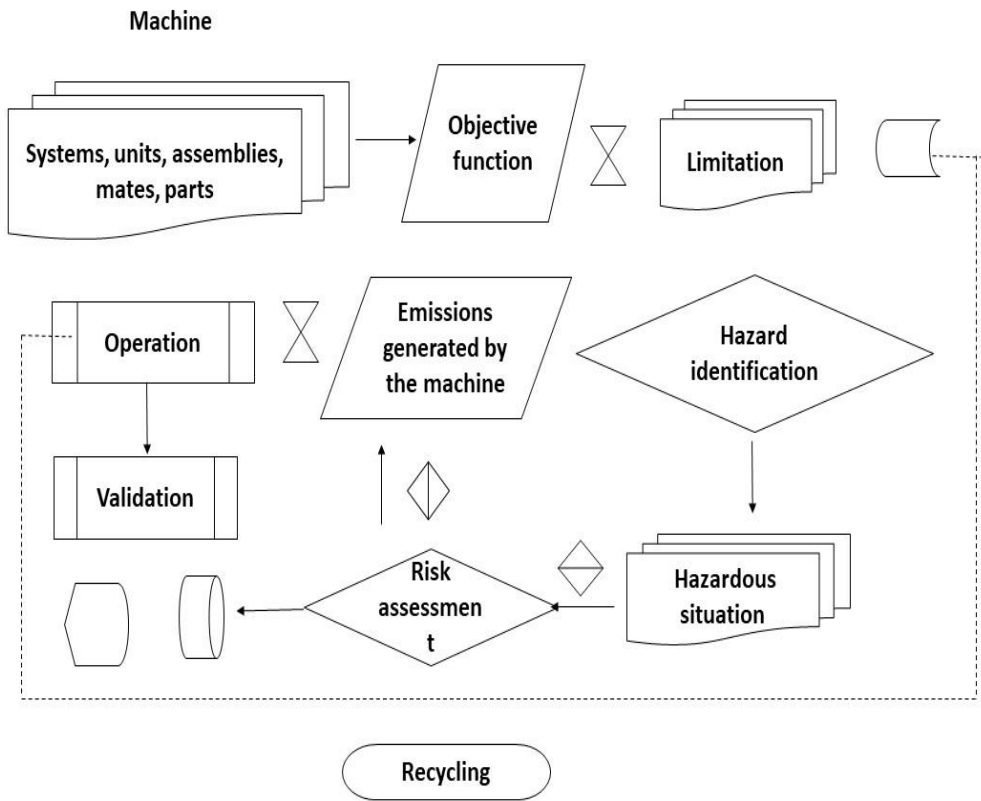 Machine
Systems, units, assemblies,
mates, parts
Objective
function
Limitation
Operation
Emissions
generated by
the machine
Hazard
identification
Validation
Risk
assessmen
t
Hazardous
situation
Recycling